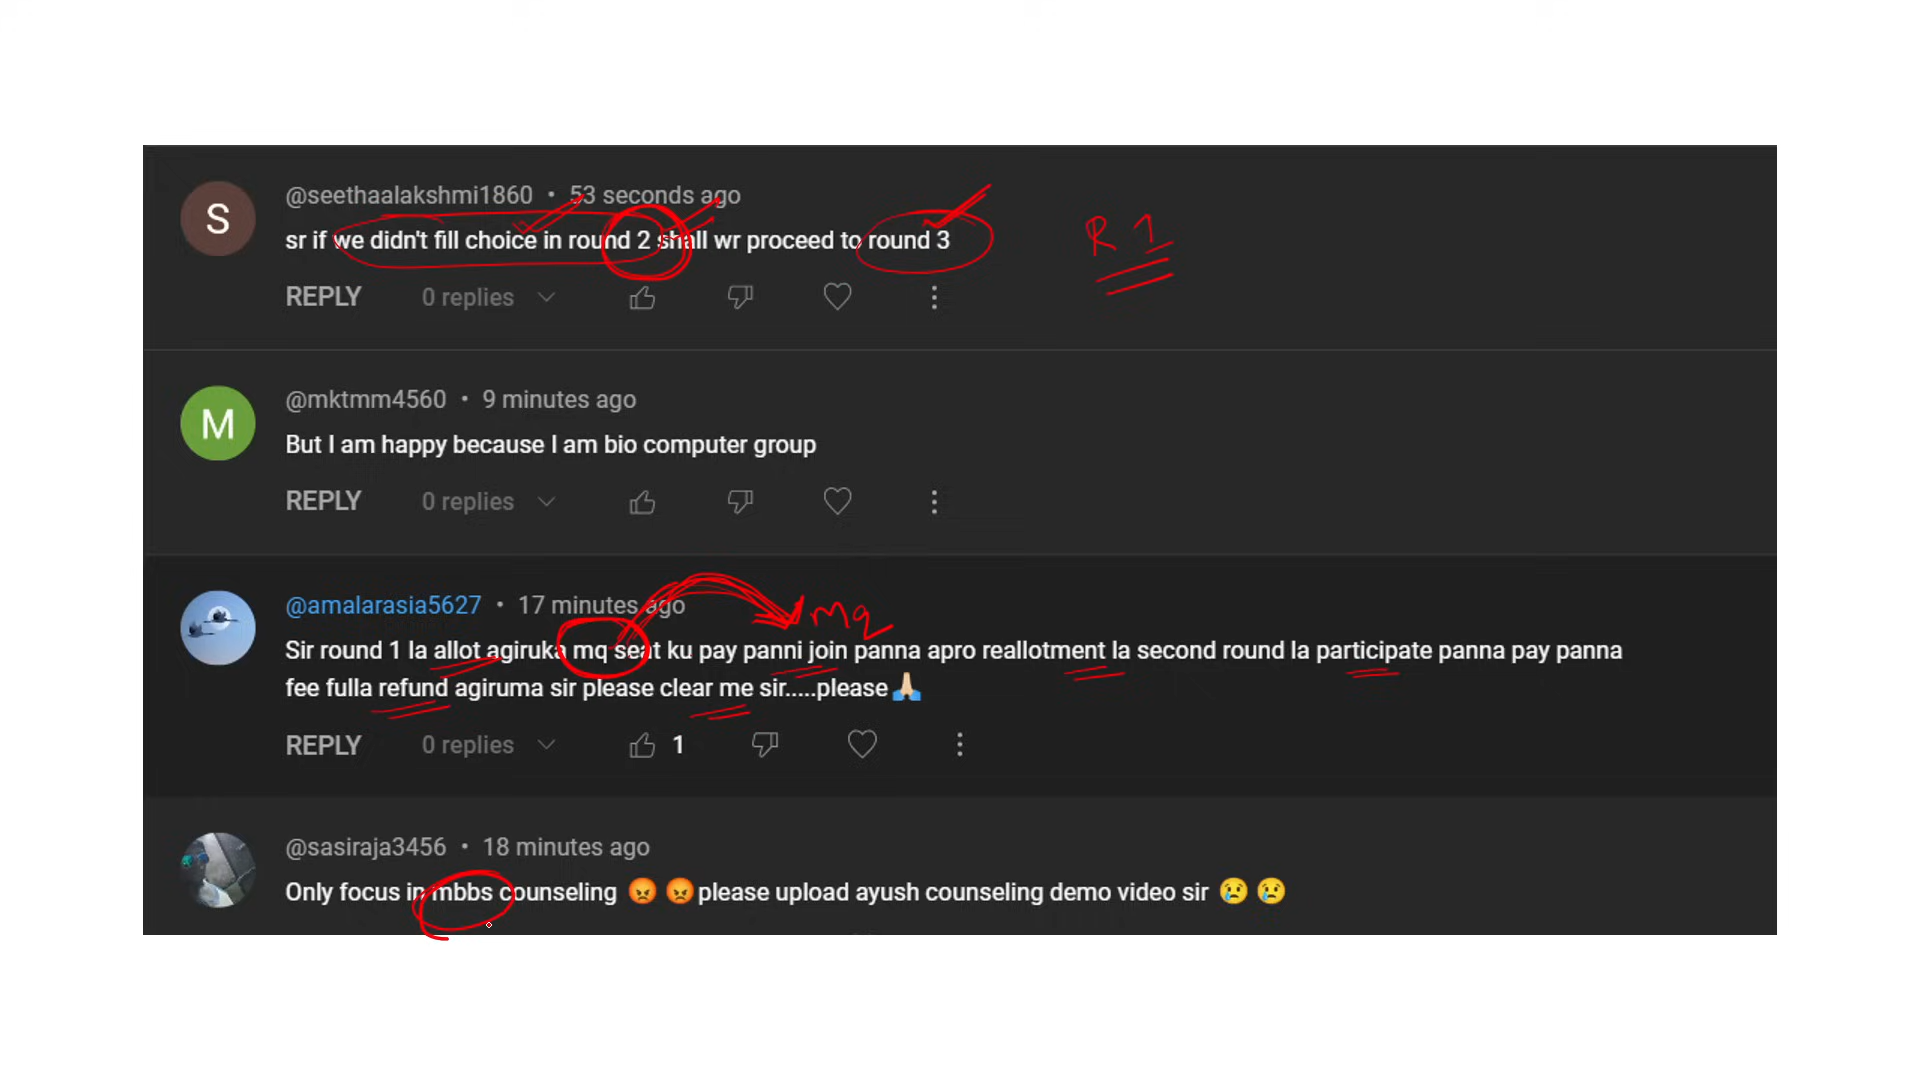 S
@seethaalakshmi1860 • 53 seconds ago
sr if we didn't fill choice in round 2 shall wr proceed to round 3
R 1
REPLY 0 replies
M
@mktmm4560 • 9 minutes ago
But I am happy because I am bio computer group
REPLY 0 replies
@amalarasia5627 • 17 minutes ago
mq
Sir round 1 la allot agiruka mq seat ku pay panni join panna apro reallotment la second round la participate panna pay panna
fee fulla refund agiruma sir please clear me sir.....please🙏🏼
REPLY 0 replies 1
@sasiraja3456 • 18 minutes ago
Only focus in mbbs counseling 😡 😡please upload ayush counseling demo video sir 😢 😢